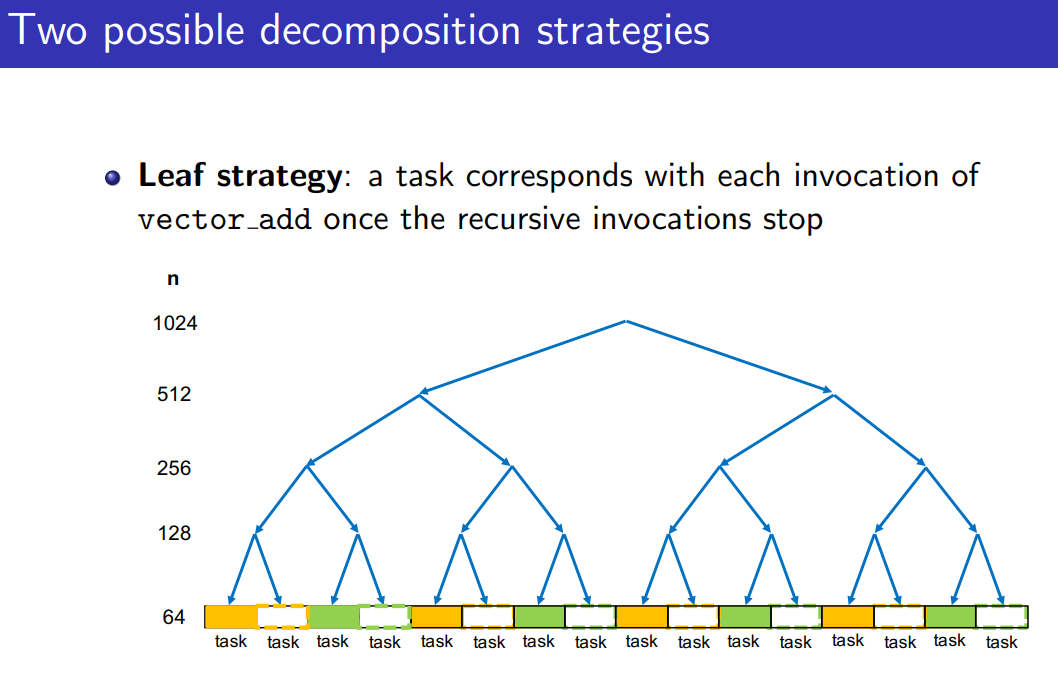 Two possible decomposition strategies
Leaf strategy: a task corresponds with each invocation of
vector_add once the recursive invocations stop
n
1024
512
256
128
64
task task task task task task task task task task task task task task task task